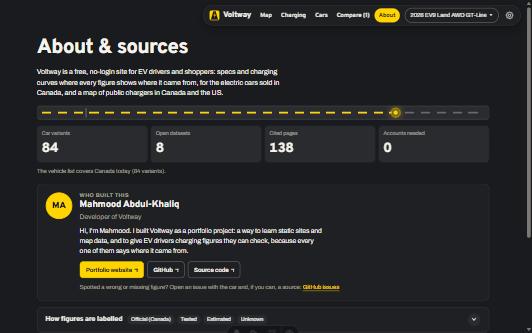 Voltway Map Charging Cars Compare (1) About 2026 EV9 Land AWD GT-Line
About & sources
Voltway is a free, no-login site for EV drivers and shoppers: specs and charging
curves where every figure shows where it came from, for the electric cars sold in
Canada, and a map of public chargers in Canada and the US.
Car variants Open datasets Cited pages Accounts needed
84 8 138 0
The vehicle list covers Canada today (84 variants).
MA
WHO BUILT THIS
Mahmood Abdul-Khaliq
Developer of Voltway
Hi, I'm Mahmood. I built Voltway as a portfolio project: a way to learn static sites and
map data, and to give EV drivers charging figures they can check, because every
one of them says where it came from.
Portfolio website GitHub Source code
Spotted a wrong or missing figure? Open an issue with the car and, if you can, a source: GitHub issues
How figures are labelled Official (Canada) Tested Estimated Unknown